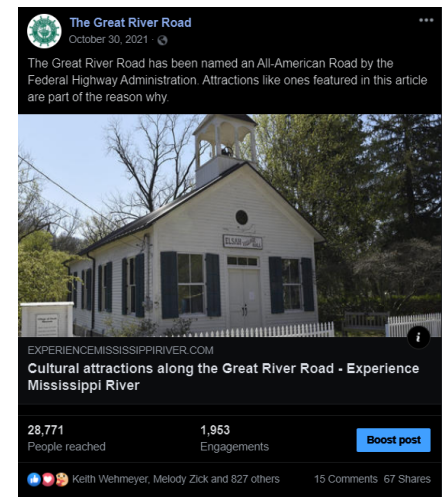 The Great River Road
October 30, 2021 ·
The Great River Road has been named an All-American Road by the
Federal Highway Administration. Attractions like ones featured in this article
are part of the reason why.
ELSAH
HALL
EXPERIENCEMISSISSIPPIRIVER.COM
Cultural attractions along the Great River Road - Experience
Mississippi River
28,771
People reached
1,953
Engagements
Boost post
Keith Wehmeyer, Melody Zick and 827 others
15 Comments 67 Shares